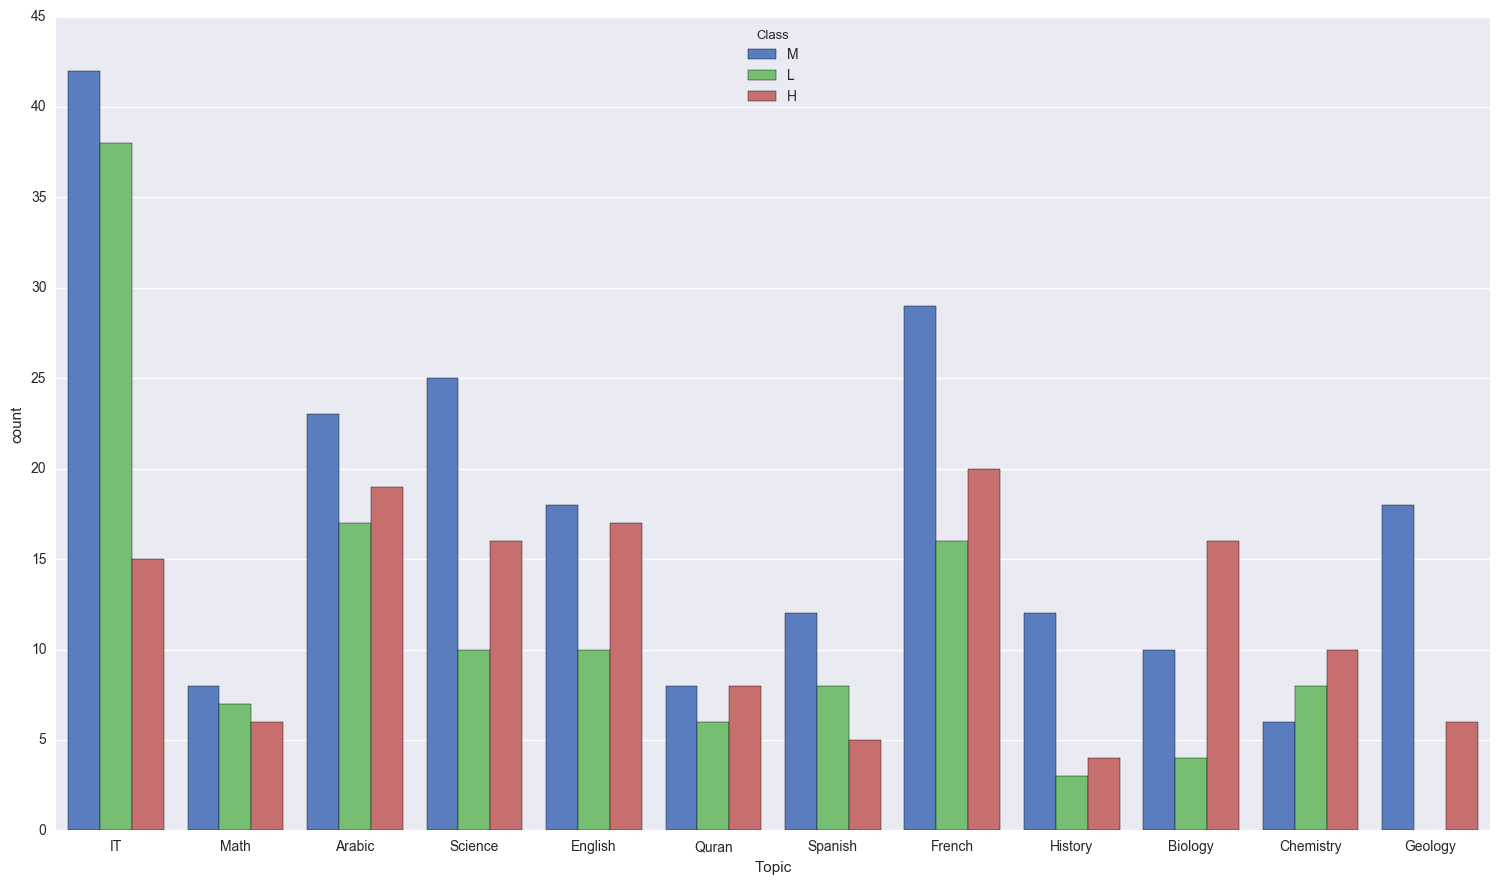 45
40
35
30
25
20
15
10
5
0
count
Class
M
L
H
IT Math Arabic Science English Quran Spanish French History Biology Chemistry Geology
Topic